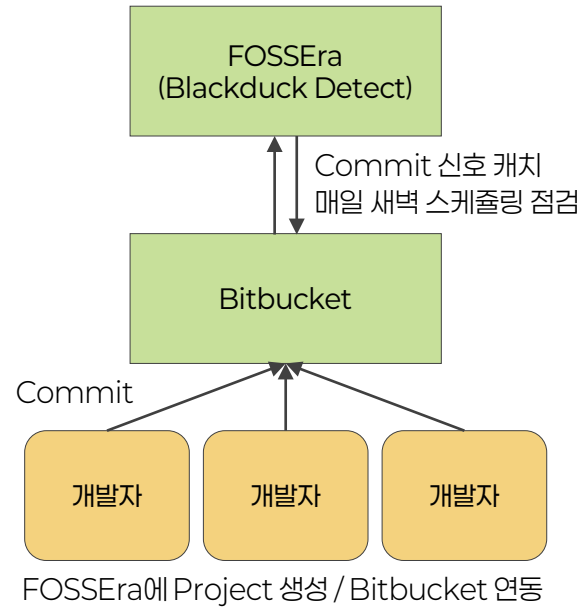 FOSSEra
(Blackduck Detect)
Commit 신호 캐치
매일 새벽 스케쥴링 점검
Bitbucket
Commit
개발자
개발자
개발자
FOSSEra에 Project 생성 / Bitbucket 연동